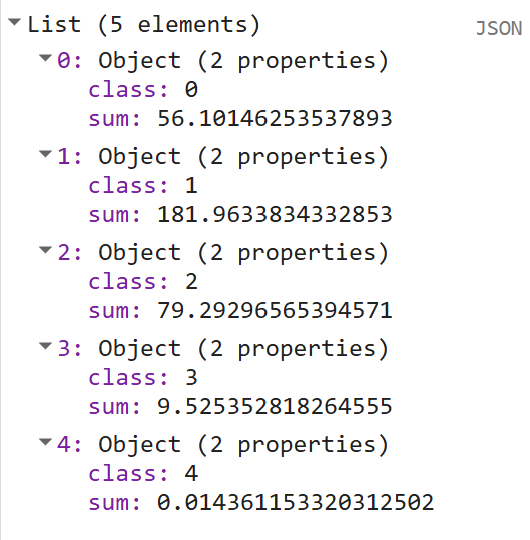 List (5 elements) JSON
0: Object (2 properties)
class: 0
sum: 56.10146253537893
1: Object (2 properties)
class: 1
sum: 181.9633834332853
2: Object (2 properties)
class: 2
sum: 79.29296565394571
3: Object (2 properties)
class: 3
sum: 9.525352818264555
4: Object (2 properties)
class: 4
sum: 0.014361153320312502